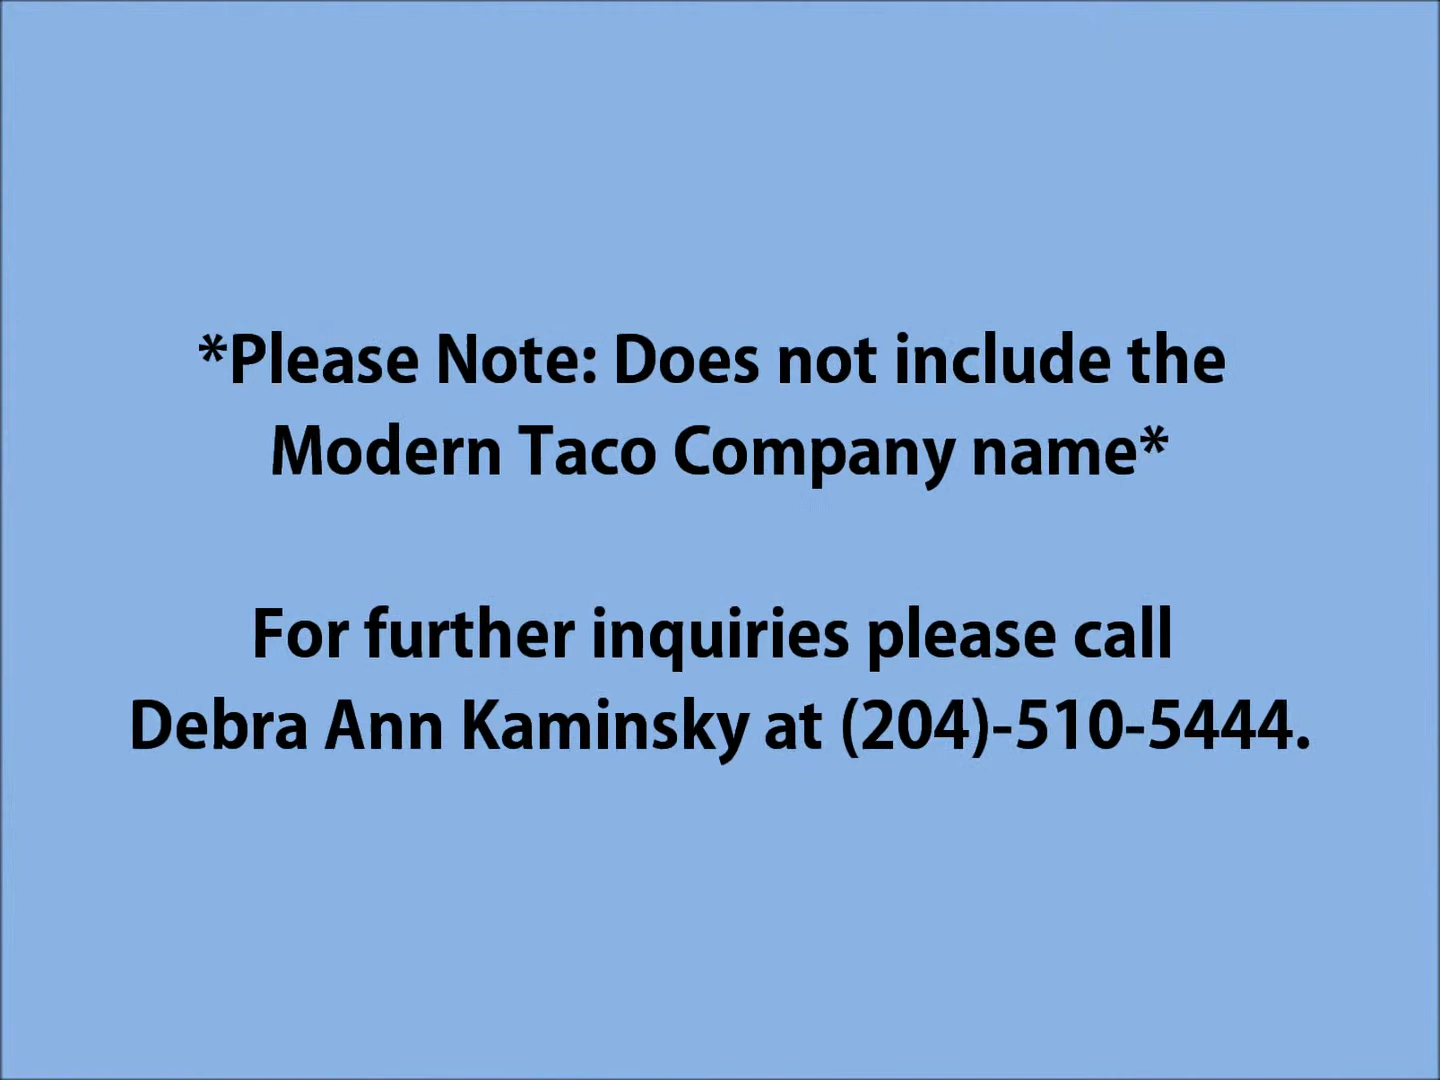 *Please Note: Does not include the
Modern Taco Company name*
For further inquiries please call
Debra Ann Kaminsky at (204)-510-5444.